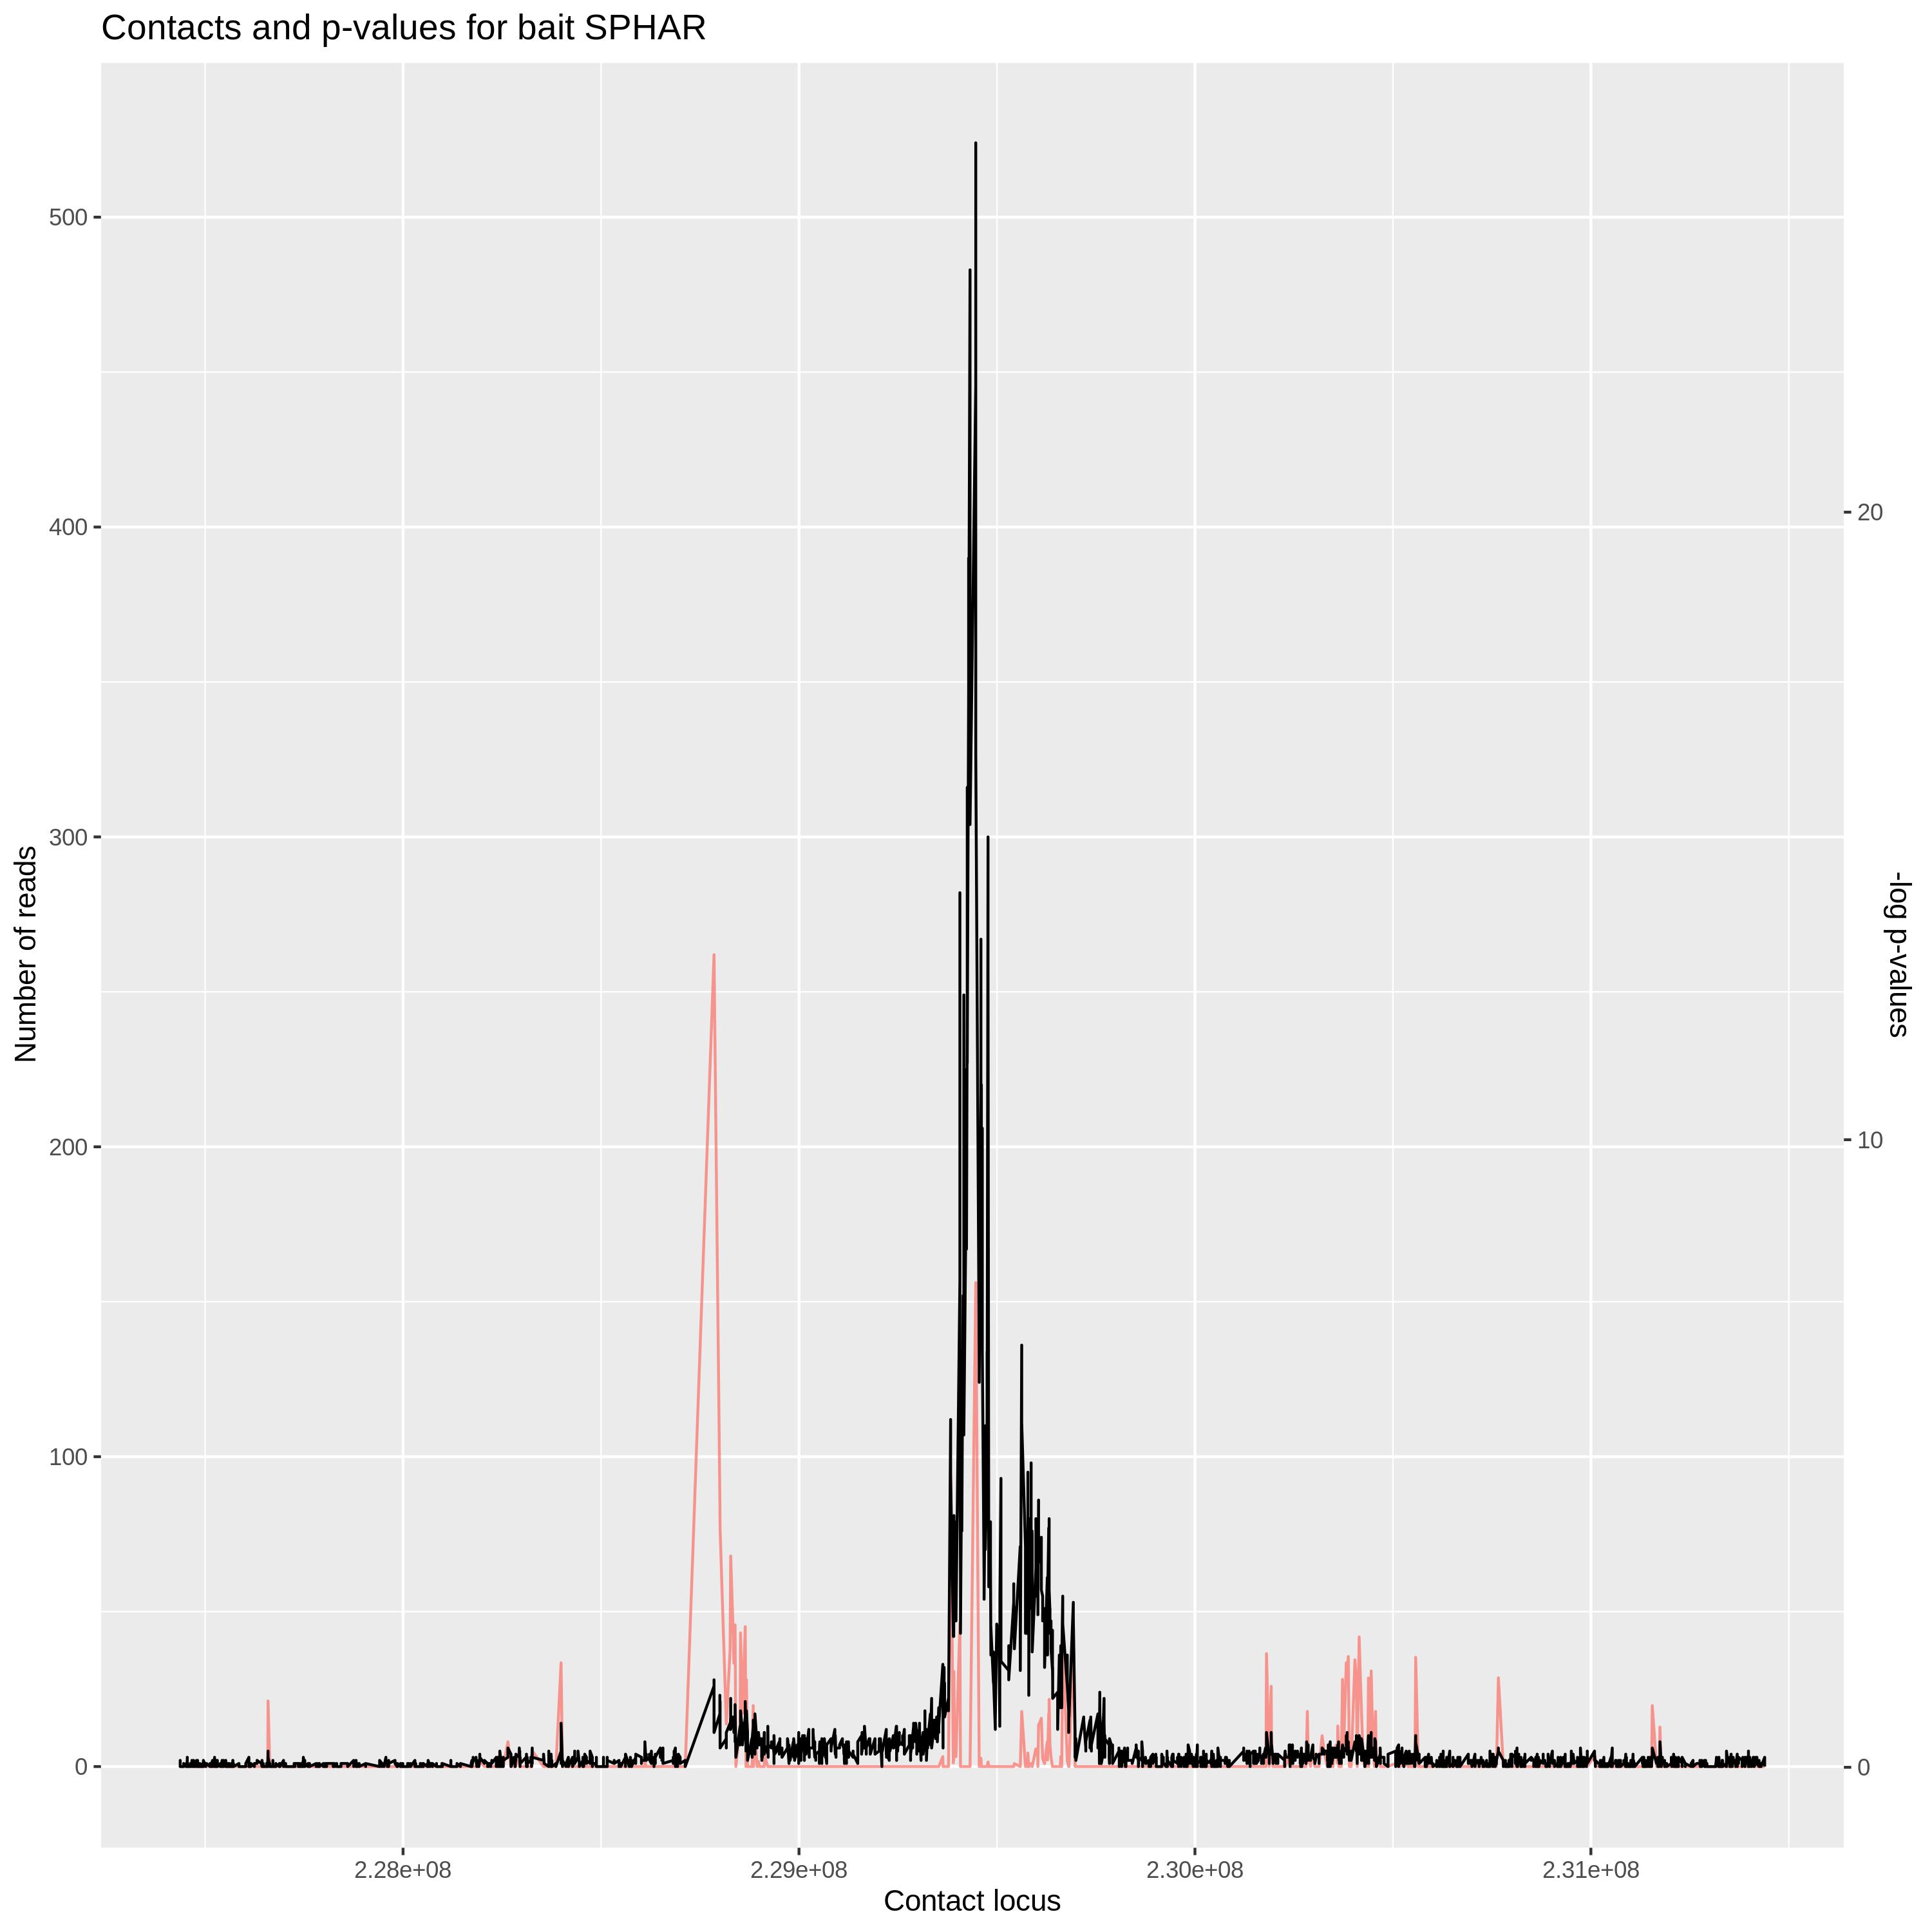 Contacts and p-values for bait SPHAR
500
400
300
200
100
0
Number of reads
20
10
0
-log p-values
2.28e+08 2.29e+08 2.30e+08 2.31e+08
Contact locus